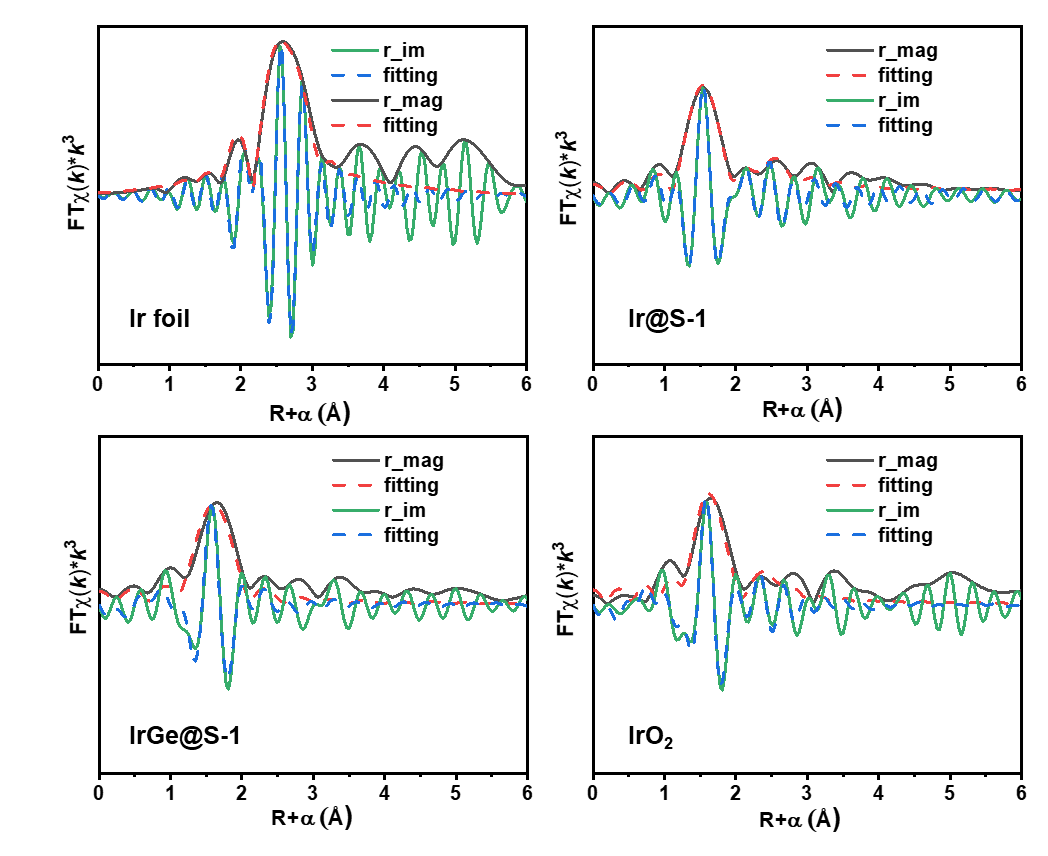 FTχ(k)*k³
r_im
fitting
r_mag
fitting
Ir foil
0 1 2 3 4 5 6
R+α (Å)
FTχ(k)*k³
r_mag
fitting
r_im
fitting
Ir@S-1
0 1 2 3 4 5 6
R+α (Å)
FTχ(k)*k³
r_mag
fitting
r_im
fitting
IrGe@S-1
0 1 2 3 4 5 6
R+α (Å)
FTχ(k)*k³
r_mag
fitting
r_im
fitting
IrO₂
0 1 2 3 4 5 6
R+α (Å)